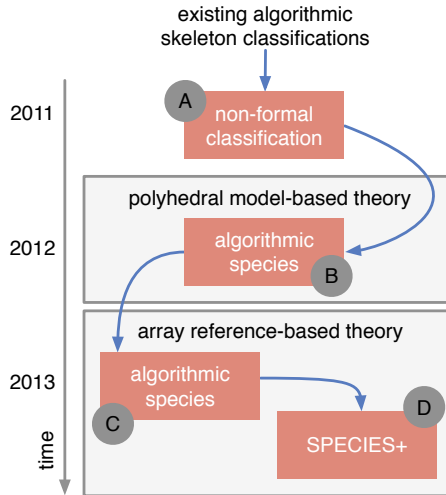 existing algorithmic
skeleton classifications
2011
A
non-formal
classification
polyhedral model-based theory
2012
algorithmic
species
B
array reference-based theory
2013
algorithmic
species
C
D
SPECIES+
time